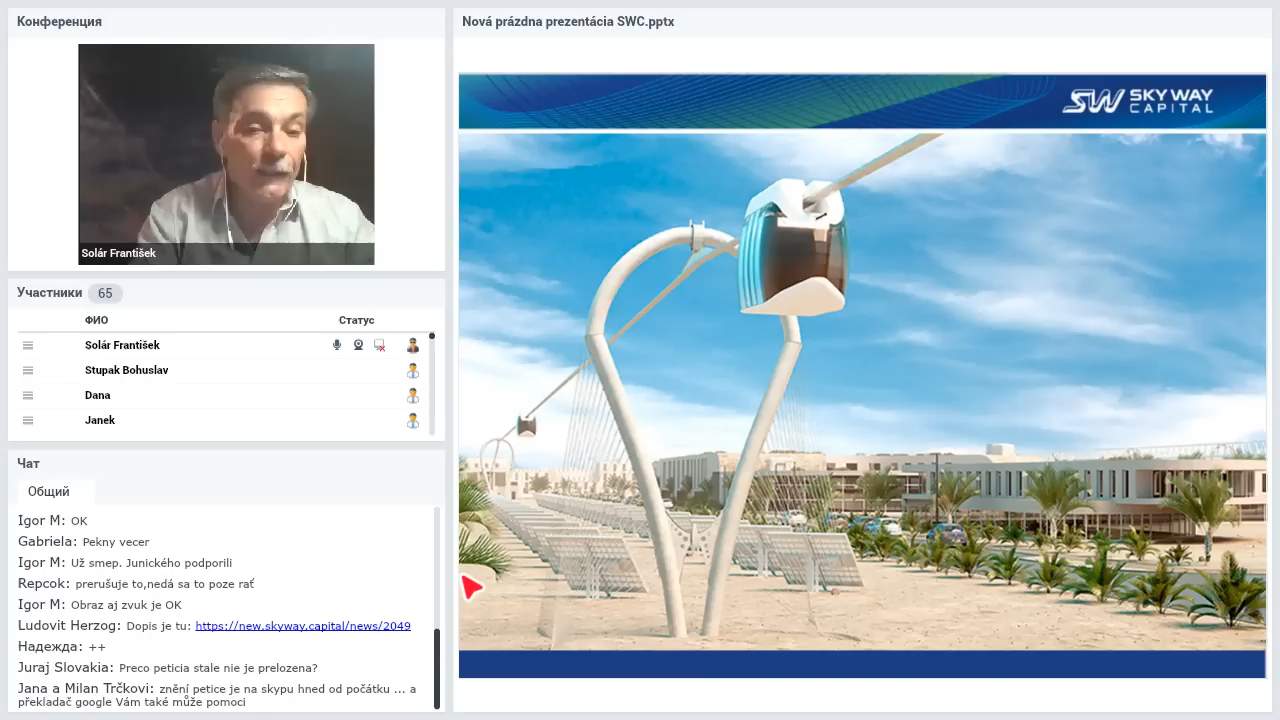 Конференция
Solár František
Участники 65
ФИО Статус
Solár František
Stupak Bohuslav
Dana
Janek
Чат
Общий
Igor M: OK
Gabriela: Pekny vecer
Igor M: Už smep. Junického podporili
Repcok: prerušuje to,nedá sa to poze rať
Igor M: Obraz aj zvuk je OK
Ludovit Herzog: Dopis je tu: https://new.skyway.capital/news/2049
Надежда: ++
Juraj Slovakia: Preco peticia stale nie je prelozena?
Jana a Milan Trčkovi: znění petice je na skypu hned od počátku ... a
překladač google Vám také může pomoci
Nová prázdna prezentácia SWC.pptx
SW SKY WAY
CAPITAL